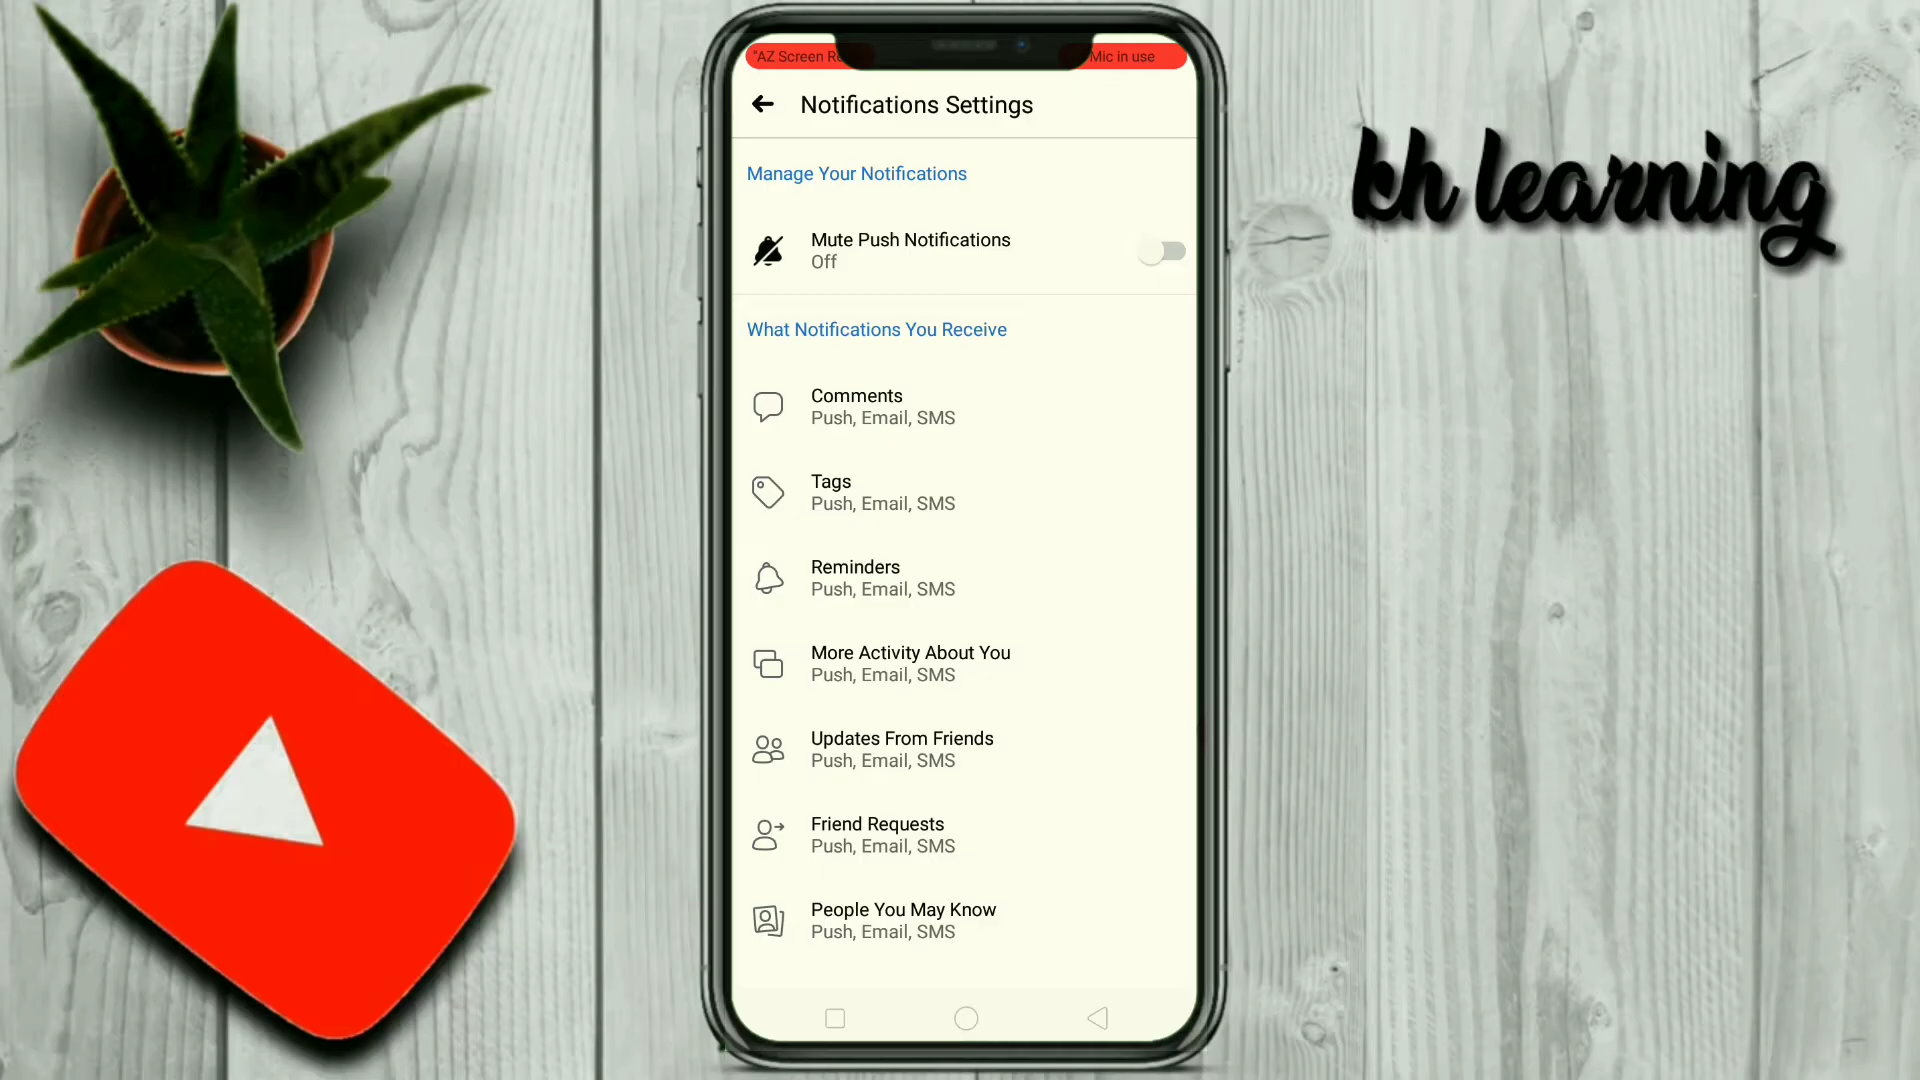 "AZ Screen Re
Mic in use
Notifications Settings
Manage Your Notifications
Mute Push Notifications
Off
What Notifications You Receive
Comments
Push, Email, SMS
Tags
Push, Email, SMS
Reminders
Push, Email, SMS
More Activity About You
Push, Email, SMS
Updates From Friends
Push, Email, SMS
Friend Requests
Push, Email, SMS
People You May Know
Push, Email, SMS
kh learning